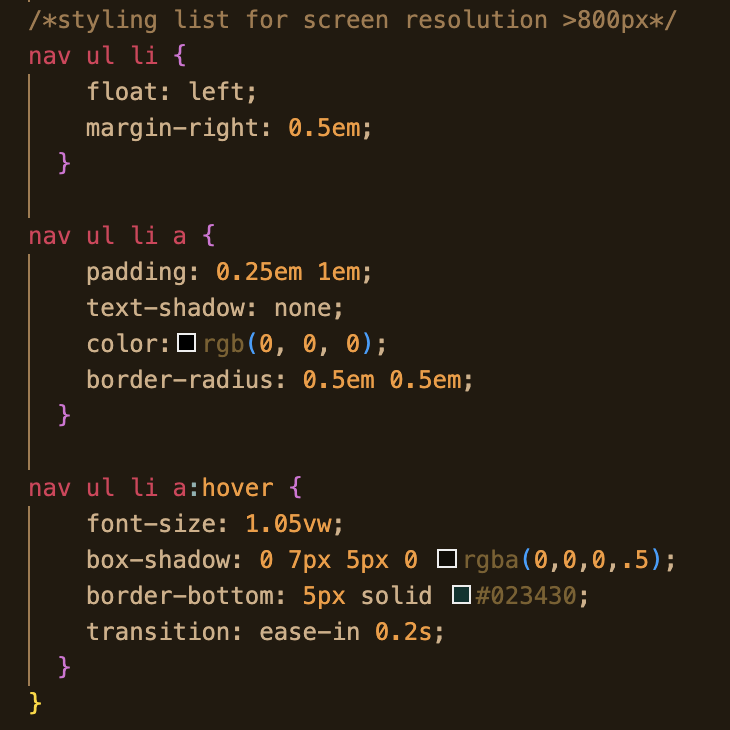 /*styling list for screen resolution >800px*/
nav ul li {
float: left;
margin-right: 0.5em;
}
nav ul li a {
padding: 0.25em 1em;
text-shadow: none;
color: rgb(0, 0, 0);
border-radius: 0.5em 0.5em;
}
nav ul li a:hover {
font-size: 1.05vw;
box-shadow: 0 7px 5px 0 rgba(0,0,0,.5);
border-bottom: 5px solid #023430;
transition: ease-in 0.2s;
}
}